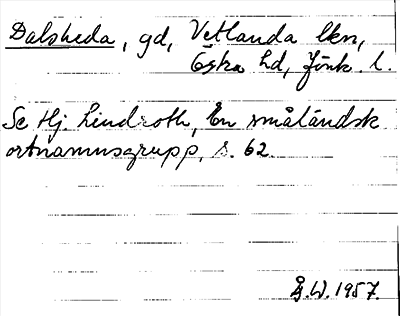 Dalsheda, gd, Vetlanda lkn,
Östra hd, Jönk. l.
Se Hj. Lindroth, En småländsk
ortnamnsgrupp, s. 62.
Å.W. 1957.